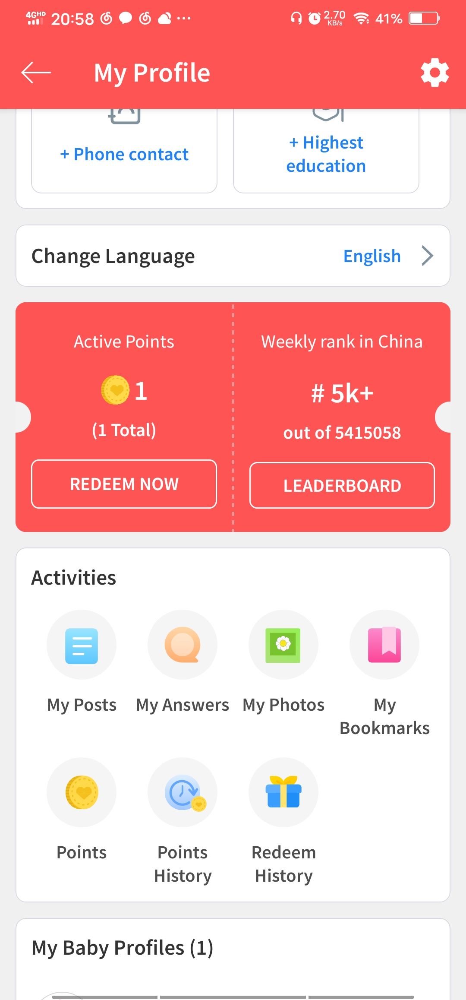 4GHD 20:58 2.70 KB/s 41%
My Profile
+ Phone contact
+ Highest
education
Change Language English
Active Points
Weekly rank in China
1
# 5k+
(1 Total)
out of 5415058
REDEEM NOW
LEADERBOARD
Activities
My Posts My Answers My Photos My
Bookmarks
Points Points Redeem
History History
My Baby Profiles (1)